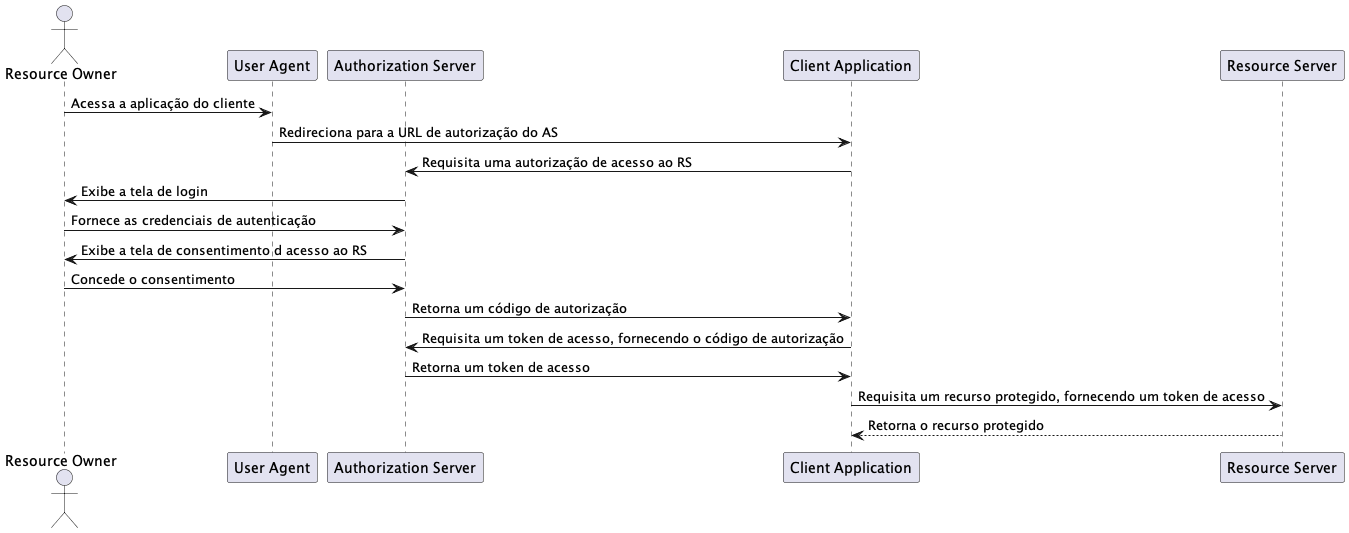 Resource Owner
User Agent
Authorization Server
Client Application
Resource Server
Acessa a aplicação do cliente
Redireciona para a URL de autorização do AS
Requisita uma autorização de acesso ao RS
Exibe a tela de login
Fornece as credenciais de autenticação
Exibe a tela de consentimento d acesso ao RS
Concede o consentimento
Retorna um código de autorização
Requisita um token de acesso, fornecendo o código de autorização
Retorna um token de acesso
Requisita um recurso protegido, fornecendo um token de acesso
Retorna o recurso protegido
Resource Owner
User Agent
Authorization Server
Client Application
Resource Server